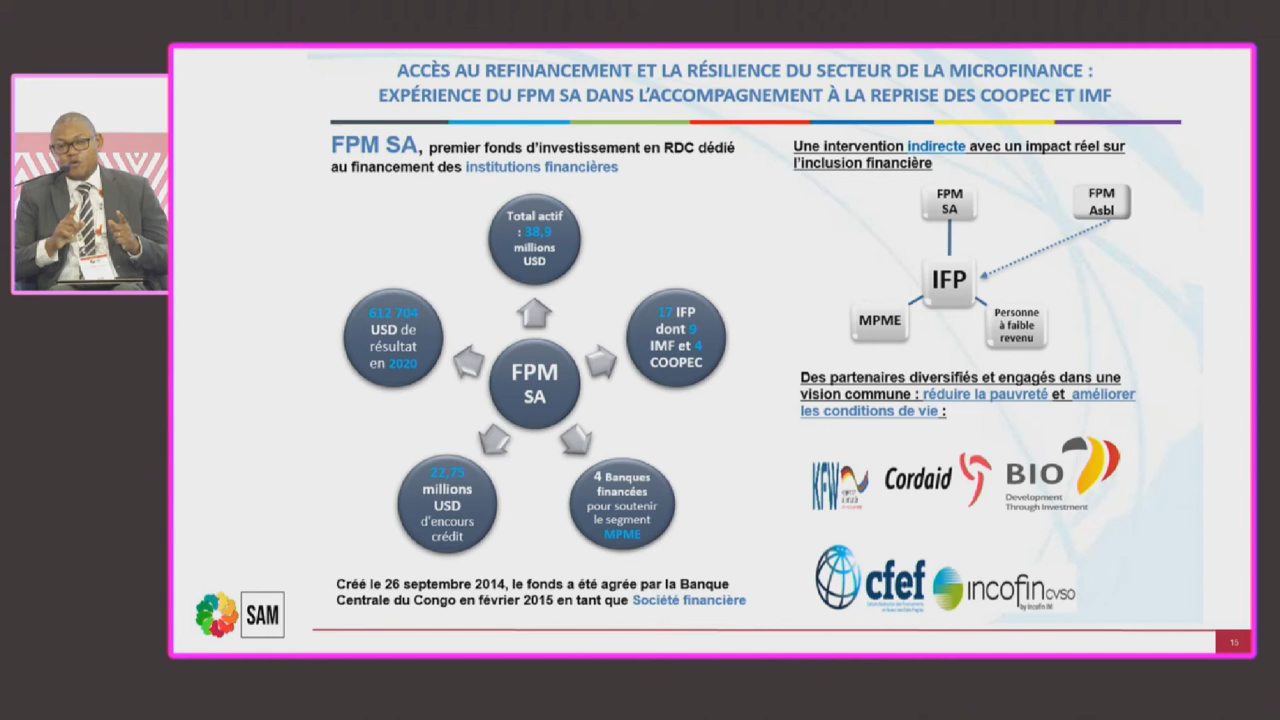 ACCÈS AU REFINANCEMENT ET LA RÉSILIENCE DU SECTEUR DE LA MICROFINANCE :
EXPÉRIENCE DU FPM SA DANS L'ACCOMPAGNEMENT À LA REPRISE DES COOPEC ET IMF
FPM SA, premier fonds d'investissement en RDC dédié
au financement des institutions financières
Total actif
: 38,9
millions
USD
612 704
USD de
résultat
en 2020
17 IFP
dont 9
IMF et 4
COOPEC
FPM
SA
22,75
millions
USD
d'encours
crédit
4 Banques
financées
pour soutenir
le segment
MPME
Créé le 26 septembre 2014, le fonds a été agrée par la Banque
Centrale du Congo en février 2015 en tant que Société financière
Une intervention indirecte avec un impact réel sur
l'inclusion financière
FPM
SA
FPM
Asbl
IFP
MPME
Personne
à faible
revenu
Des partenaires diversifiés et engagés dans une
vision commune : réduire la pauvreté et améliorer
les conditions de vie :
KFW
Cordaid
BIO
Development
Through Investment
cfef
incofin cvso
by Incofin IM
SAM
15